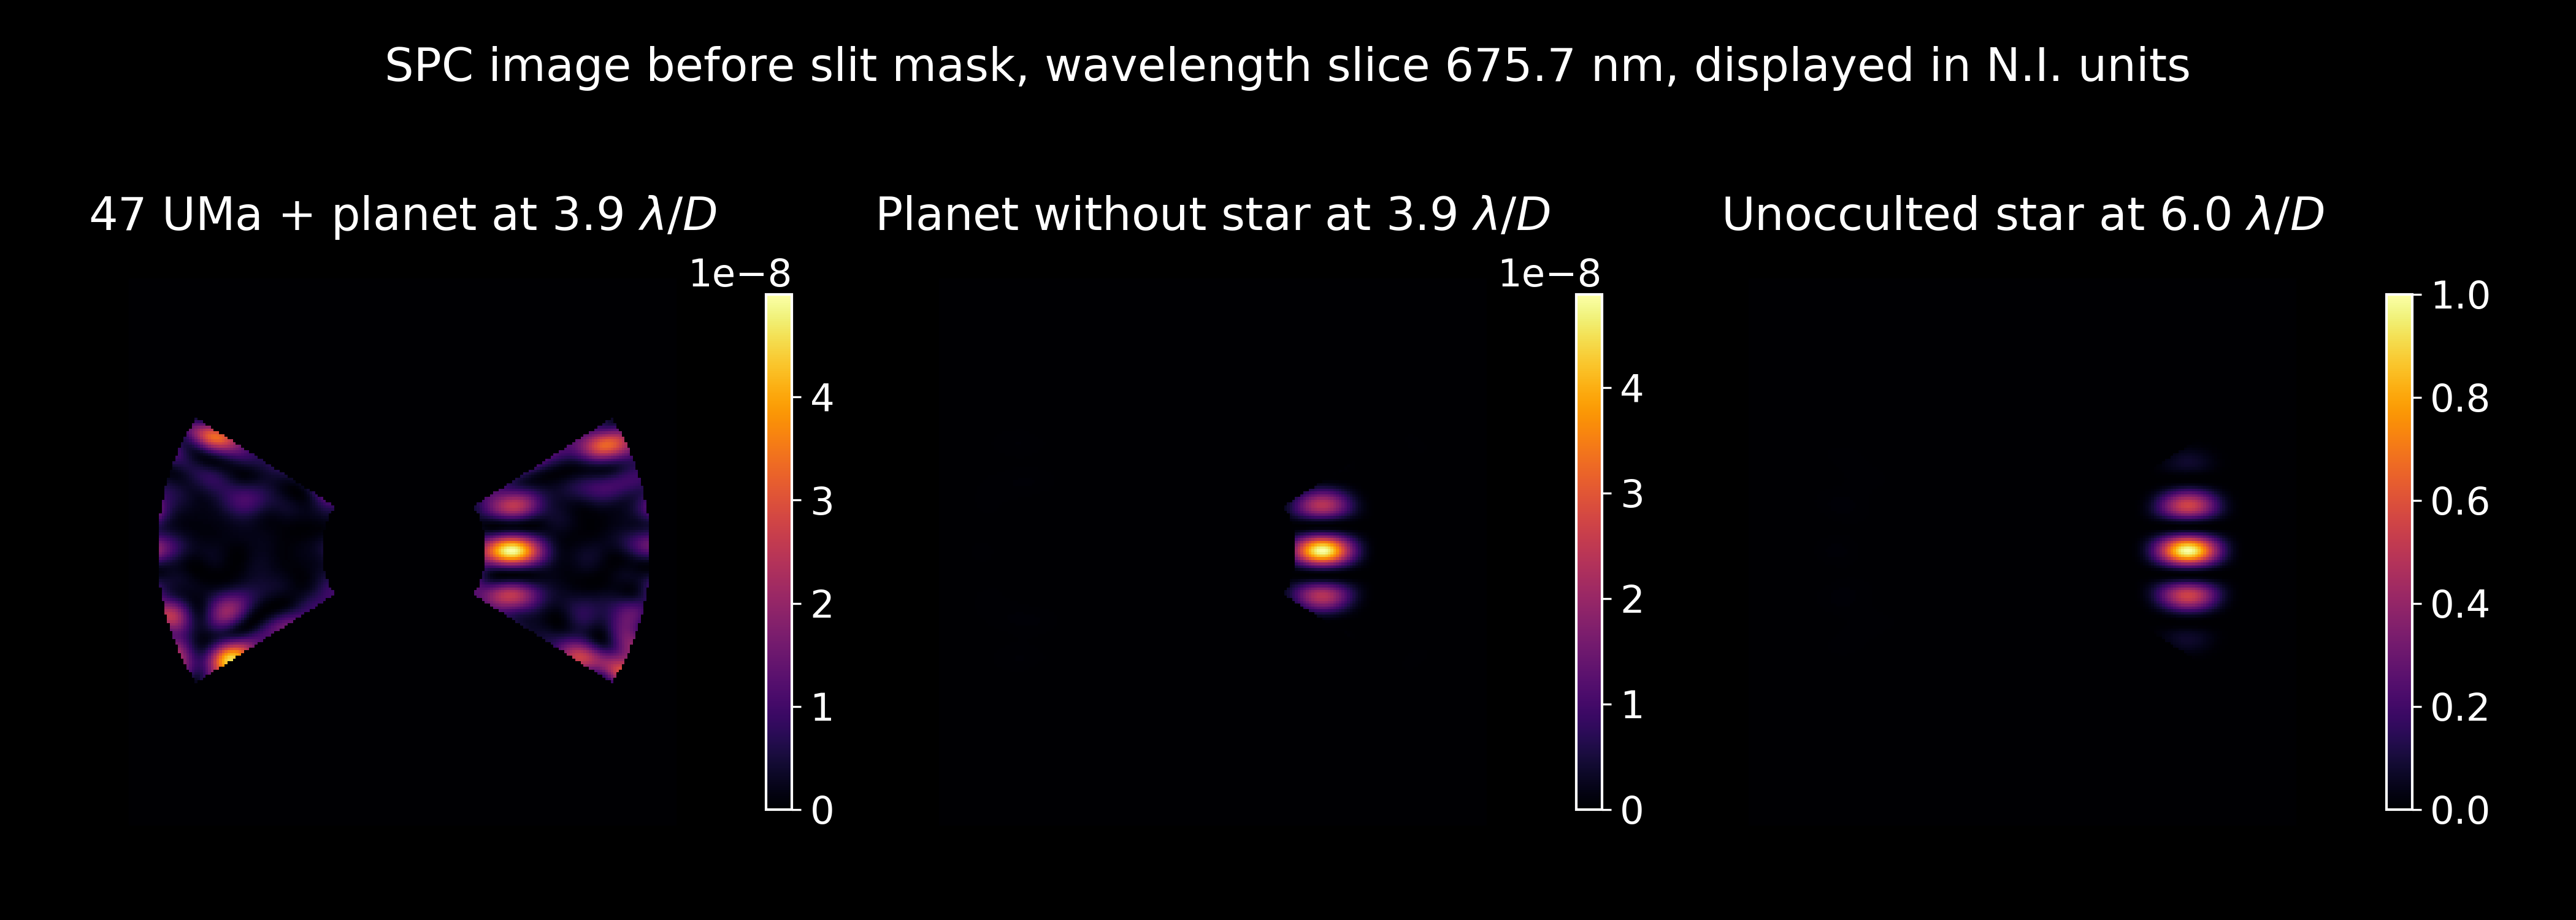 SPC image before slit mask, wavelength slice 675.7 nm, displayed in N.I. units
47 UMa + planet at 3.9 λ/D
Planet without star at 3.9 λ/D
Unocculted star at 6.0 λ/D
1e−8
4
3
2
1
0
1e−8
4
3
2
1
0
1.0
0.8
0.6
0.4
0.2
0.0